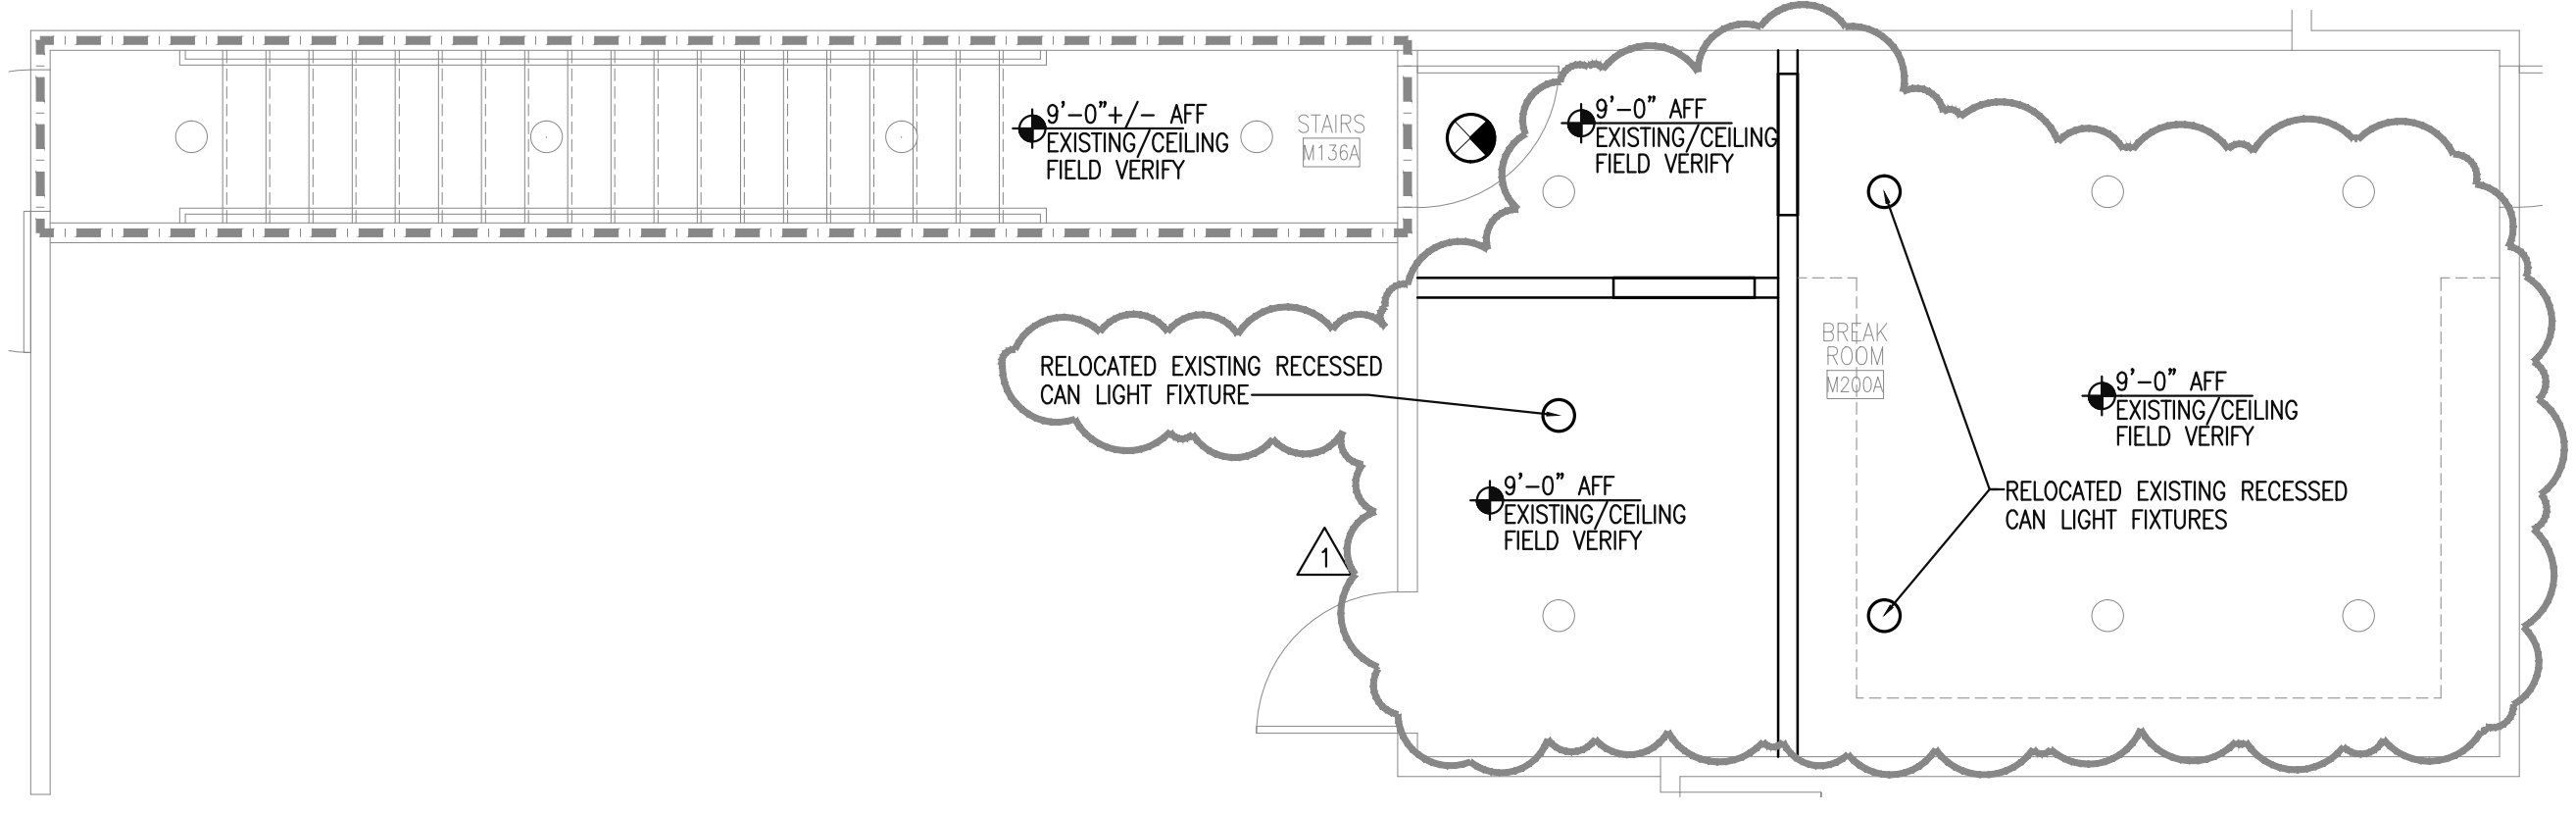 9'-0"+/- AFF
EXISTING/CEILING
FIELD VERIFY
STAIRS
M136A
9'-0" AFF
EXISTING/CEILING
FIELD VERIFY
RELOCATED EXISTING RECESSED
CAN LIGHT FIXTURE
BREAK
ROOM
M200A
9'-0" AFF
EXISTING/CEILING
FIELD VERIFY
9'-0" AFF
EXISTING/CEILING
FIELD VERIFY
RELOCATED EXISTING RECESSED
CAN LIGHT FIXTURES
1